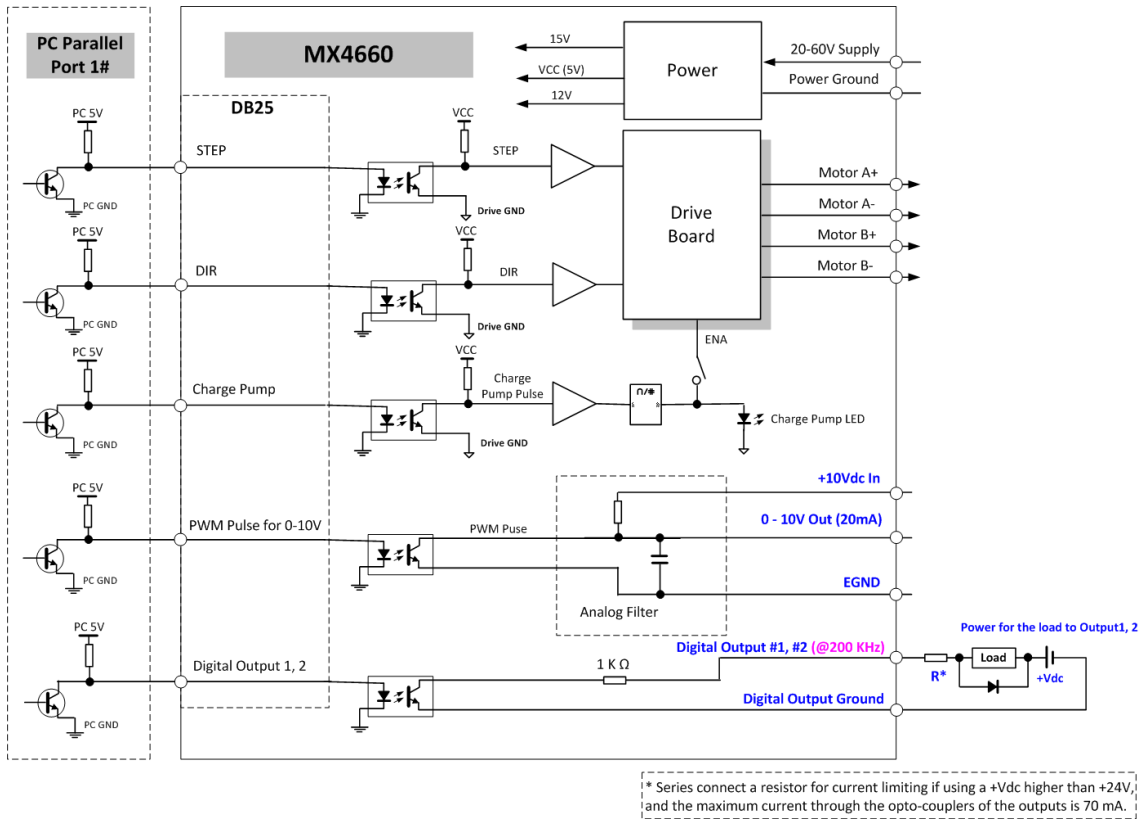 PC Parallel
Port 1#
MX4660
15V
VCC (5V)
12V
Power
20-60V Supply
Power Ground
DB25
PC 5V
STEP
PC GND
VCC
STEP
Drive GND
Drive
Board
Motor A+
Motor A-
Motor B+
Motor B-
PC 5V
DIR
PC GND
VCC
DIR
Drive GND
ENA
PC 5V
Charge Pump
PC GND
VCC
Charge
Pump Pulse
Drive GND
Charge Pump LED
PC 5V
PWM Pulse for 0-10V
PC GND
PWM Puse
+10Vdc In
0 - 10V Out (20mA)
EGND
Analog Filter
PC 5V
Digital Output 1, 2
PC GND
1 K Ω
Digital Output #1, #2 (@200 KHz)
Digital Output Ground
Power for the load to Output1, 2
R*
Load
+Vdc
* Series connect a resistor for current limiting if using a +Vdc higher than +24V,
and the maximum current through the opto-couplers of the outputs is 70 mA.